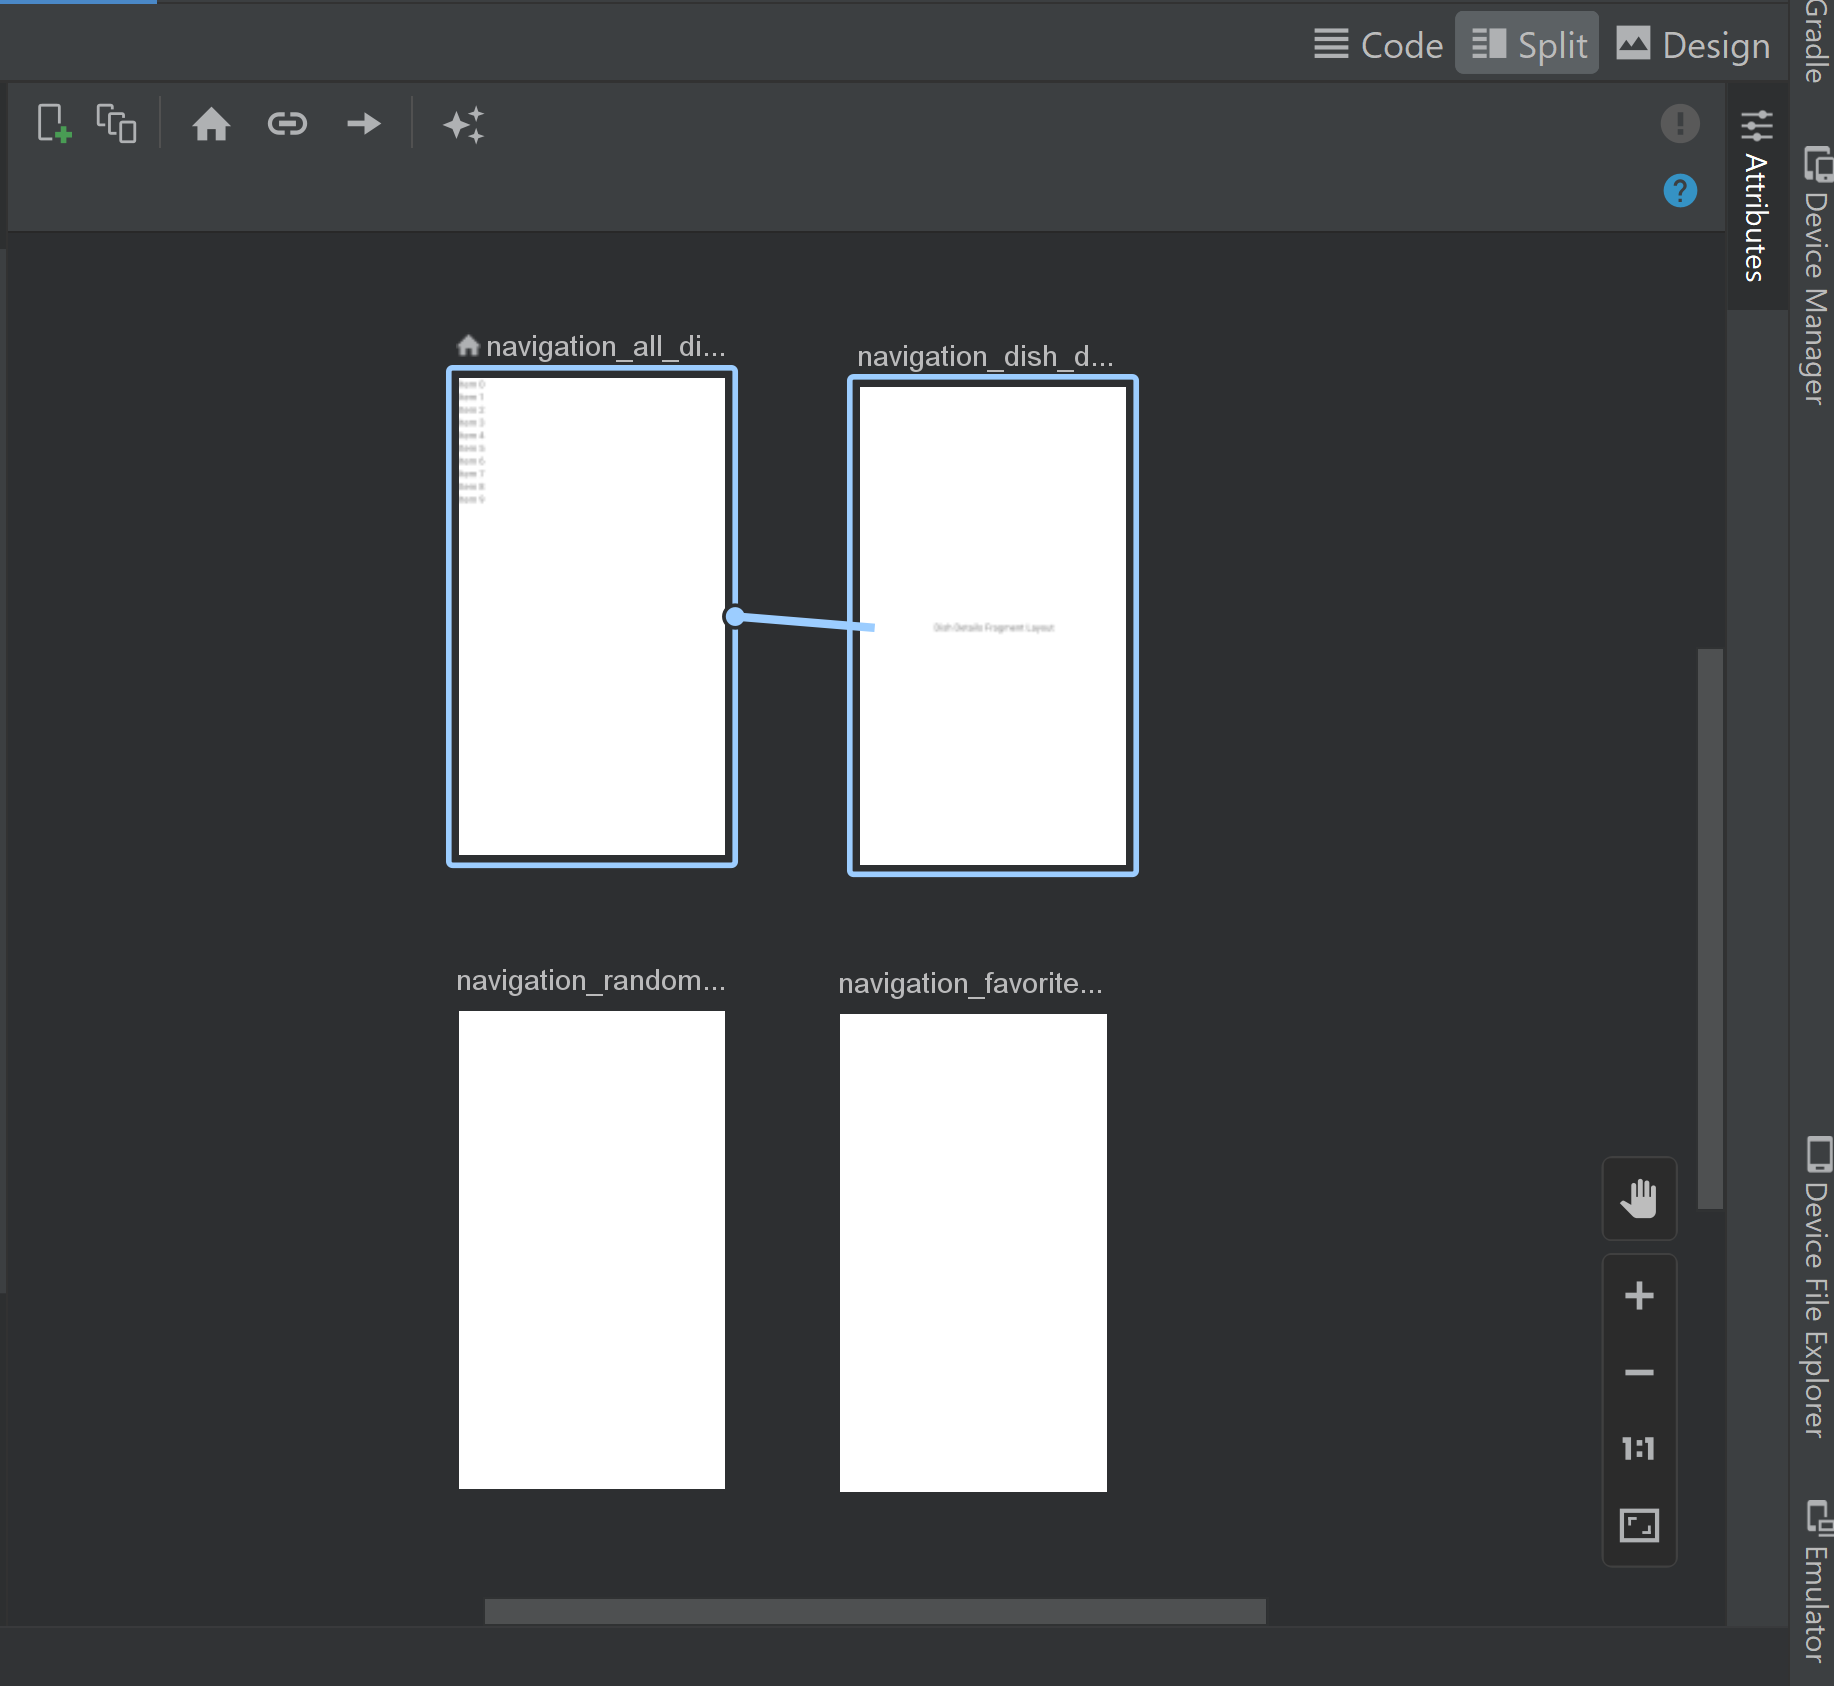 Code
Split
Design
Gradle
Attributes
Device Manager
navigation_all_di...
navigation_dish_d...
Item 0
Item 1
Item 2
Item 3
Item 4
Item 5
Item 6
Item 7
Item 8
Item 9
Dish Details Fragment Layout
navigation_random...
navigation_favorite...
1:1
Device File Explorer
Emulator